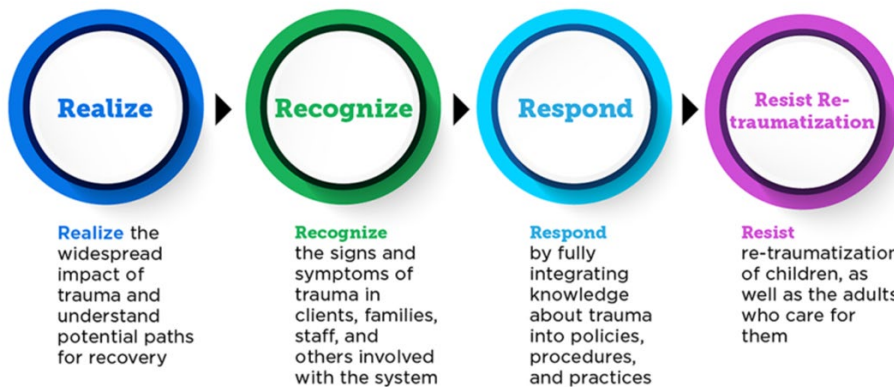 Realize
Recognize
Respond
Resist Re-
traumatization
Realize the
widespread
impact of
trauma and
understand
potential paths
for recovery
Recognize
the signs and
symptoms of
trauma in
clients, families,
staff, and
others involved
with the system
Respond
by fully
integrating
knowledge
about trauma
into policies,
procedures,
and practices
Resist
re-traumatization
of children, as
well as the adults
who care for
them